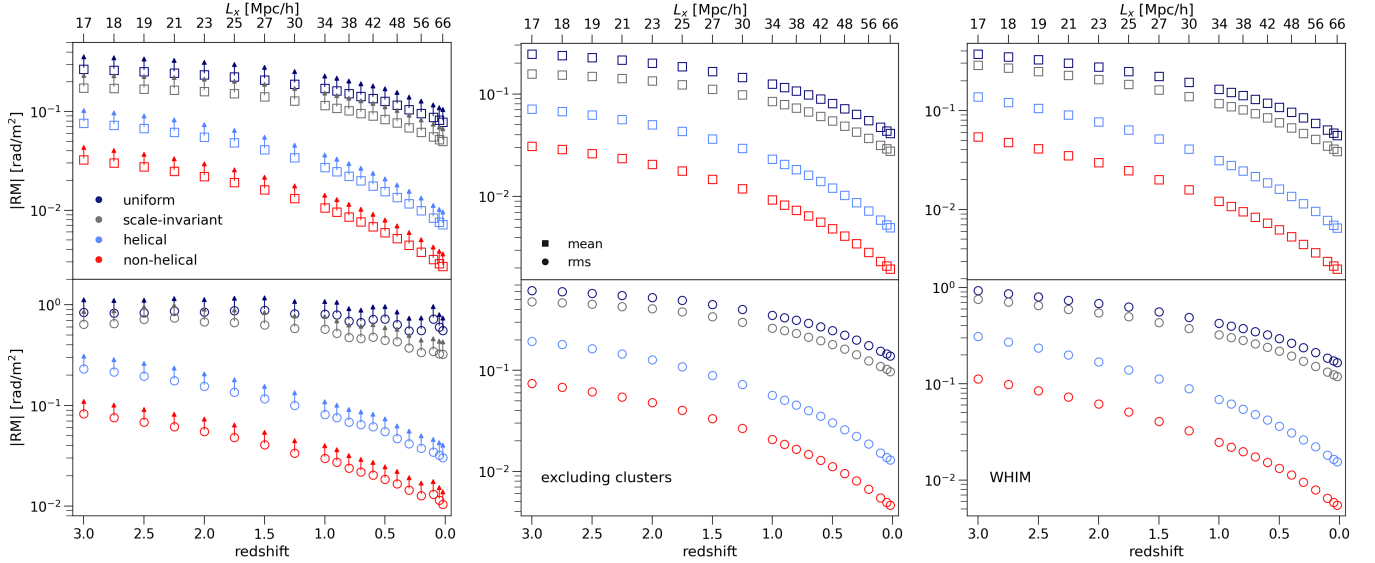 Lx [Mpc/h]
17 18 19 21 23 25 27 30 34 38 42 48 56 66
Lx [Mpc/h]
17 18 19 21 23 25 27 30 34 38 42 48 56 66
Lx [Mpc/h]
17 18 19 21 23 25 27 30 34 38 42 48 56 66
|RM| [rad/m²]
10⁻¹
10⁻²
uniform
scale-invariant
helical
non-helical
10⁻¹
10⁻²
mean
rms
10⁻¹
10⁻²
|RM| [rad/m²]
10⁰
10⁻¹
10⁻²
10⁻¹
10⁻²
excluding clusters
10⁰
10⁻¹
10⁻²
WHIM
3.0 2.5 2.0 1.5 1.0 0.5 0.0
redshift
3.0 2.5 2.0 1.5 1.0 0.5 0.0
redshift
3.0 2.5 2.0 1.5 1.0 0.5 0.0
redshift